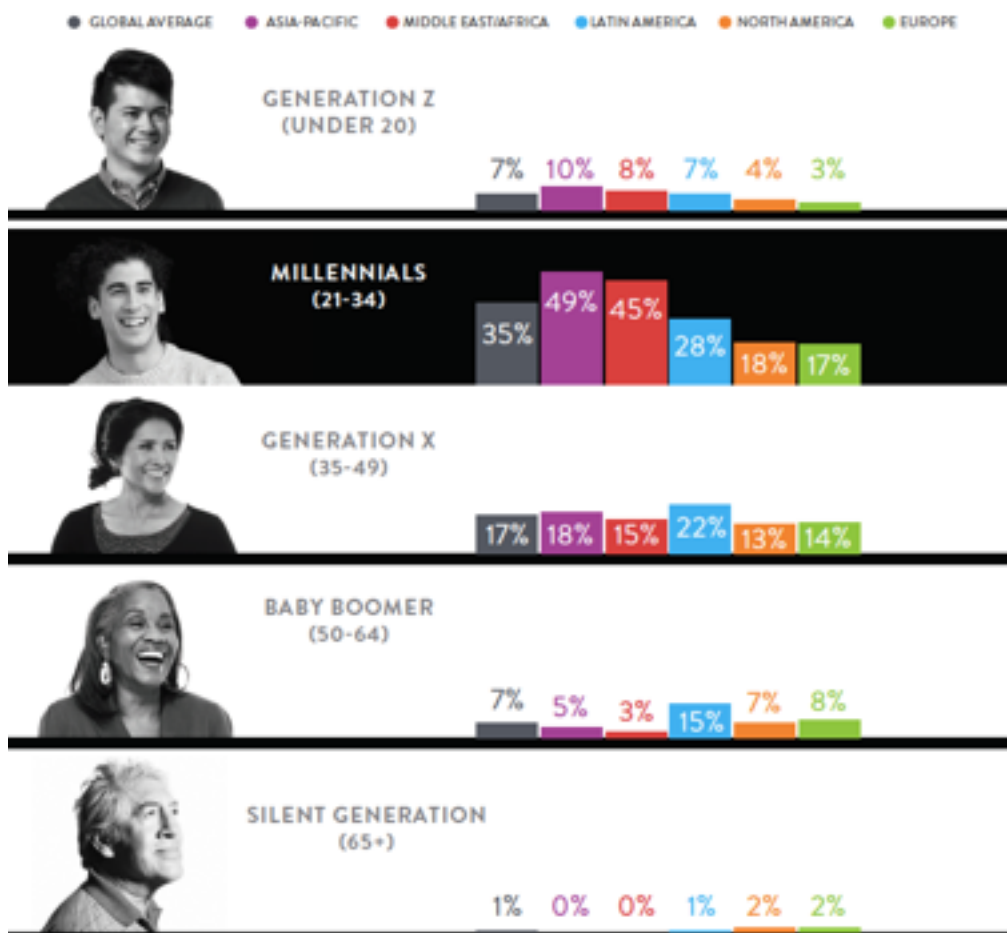 GLOBAL AVERAGE ASIA-PACIFIC MIDDLE EAST/AFRICA LATIN AMERICA NORTH AMERICA EUROPE
GENERATION Z
(UNDER 20)
7% 10% 8% 7% 4% 3%
MILLENNIALS
(21-34)
35% 49% 45% 28% 18% 17%
GENERATION X
(35-49)
17% 18% 15% 22% 13% 14%
BABY BOOMER
(50-64)
7% 5% 3% 15% 7% 8%
SILENT GENERATION
(65+)
1% 0% 0% 1% 2% 2%